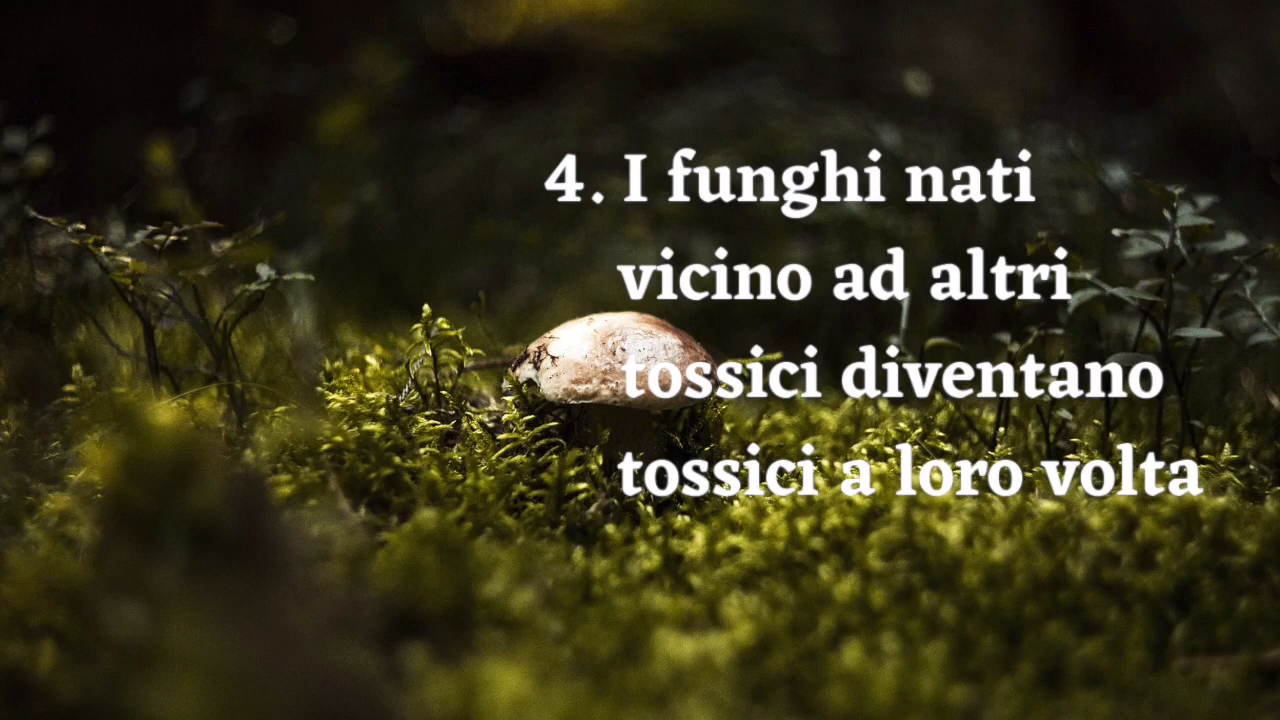 4. I funghi nati
vicino ad altri
tossici diventano
tossici a loro volta